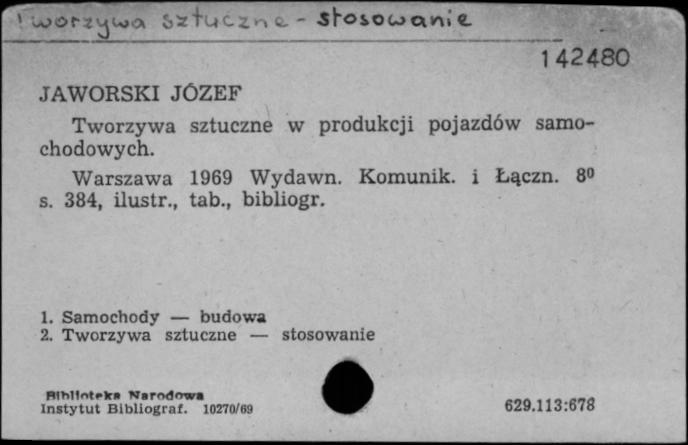 Tworzywa sztuczne - stosowanie
142480
JAWORSKI JÓZEF
Tworzywa sztuczne w produkcji pojazdów samo-
chodowych.
Warszawa 1969 Wydawn. Komunik. i Łączn. 8⁰
s. 384, ilustr., tab., bibliogr.
1. Samochody — budowa
2. Tworzywa sztuczne — stosowanie
Biblioteka Narodowa
Instytut Bibliograf. 10270/69
629.113:678